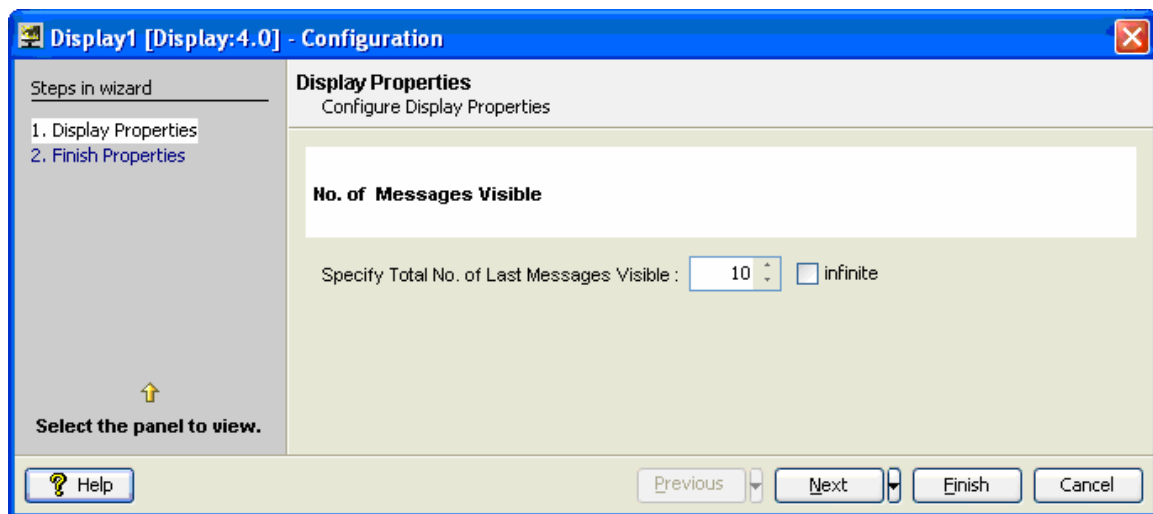 Display1 [Display:4.0] - Configuration
Steps in wizard
1. Display Properties
2. Finish Properties
Select the panel to view.
Display Properties
Configure Display Properties
No. of Messages Visible
Specify Total No. of Last Messages Visible : 10 infinite
Help
Previous Next Finish Cancel